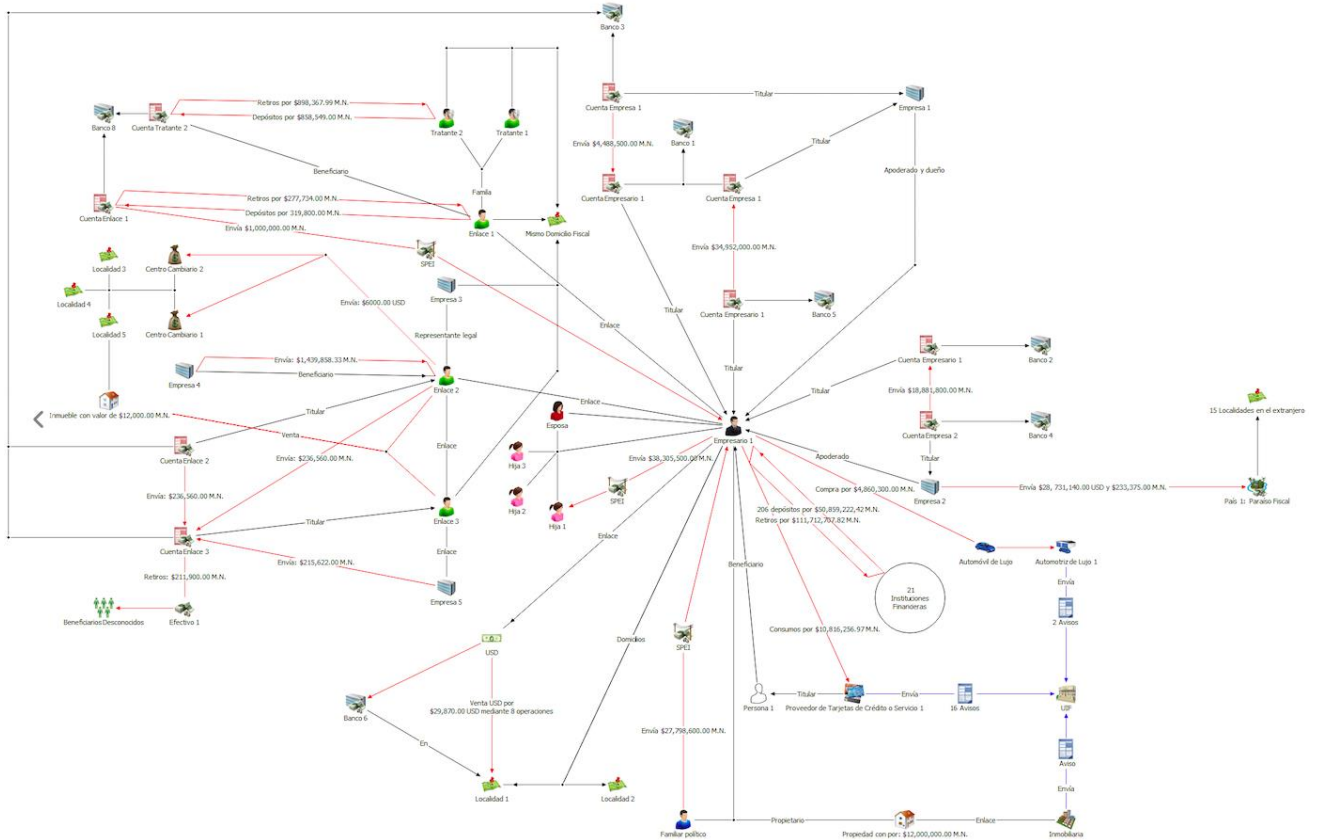 Banco 3
Retiros por $898,367.99 M.N.
Depósitos por $838,549.00 M.N.
Banco 8
Cuenta Tratante 2
Tratante 2
Tratante 1
Cuenta Empresa 1
Titular
Empresa 1
Envía $4,488,500.00 M.N.
Banco 1
Titular
Beneficiario
Familia
Apoderado y dueño
Cuenta Empresario 1
Cuenta Empresa 1
Retiros por $277,734.00 M.N.
Depósitos por 319,800.00 M.N.
Cuenta Enlace 1
Envía $1,000,000.00 M.N.
Enlace 1
Mismo Domicilio Fiscal
Envía $34,952,000.00 M.N.
Localidad 3
Centro Cambiario 2
SPEI
Localidad 4
Empresa 3
Envía: $6000.00 USD
Titular
Cuenta Empresario 1
Banco 5
Localidad 5
Centro Cambiario 1
Representante legal
Enlace
Envía: $1,439,858.33 M.N.
Empresa 4
Beneficiario
Titular
Cuenta Empresario 1
Banco 2
Enlace 2
Titular
Envía $18,881,800.00 M.N.
Inmueble con valor de $12,000.00 M.N.
Titular
Enlace
Esposa
15 Localidades en el extranjero
Empresario 1
Cuenta Empresa 2
Banco 4
Venta
Enlace
Hija 3
Envía $38,305,500.00 M.N.
Apoderado
Titular
Cuenta Enlace 2
Envía: $236,560.00 M.N.
SPEI
Compra por $4,860,300.00 M.N.
Empresa 2
Envía $28, 731,140.00 USD y $233,375.00 M.N.
País 1: Paraíso Fiscal
Envía: $236,560.00 M.N.
Hija 2
Hija 1
206 depósitos por $50,859,222,42 M.N.
Retiros por $111,712,707.82 M.N.
Titular
Enlace 3
Enlace
Cuenta Enlace 3
Enlace
Envía: $215,622.00 M.N.
Automóvil de Lujo
Automotriz de Lujo 1
Beneficiario
Retiros: $211,900.00 M.N.
Empresa 5
21
Instituciones
Financieras
Envía
Beneficiarios Desconocidos
Efectivo 1
2 Avisos
Consumos por $10,816,256.97 M.N.
Domicilios
USD
SPEI
Venta USD por
$29,870.00 USD mediante 8 operaciones
Banco 6
Persona 1
Titular
Proveedor de Tarjetas de Crédito o Servicio 1
Envía
16 Avisos
UIF
Envía $27,798,600.00 M.N.
En
Aviso
Envía
Localidad 1
Localidad 2
Familiar político
Propietario
Propiedad con por: $12,000,000.00 M.N.
Enlace
Inmobiliaria